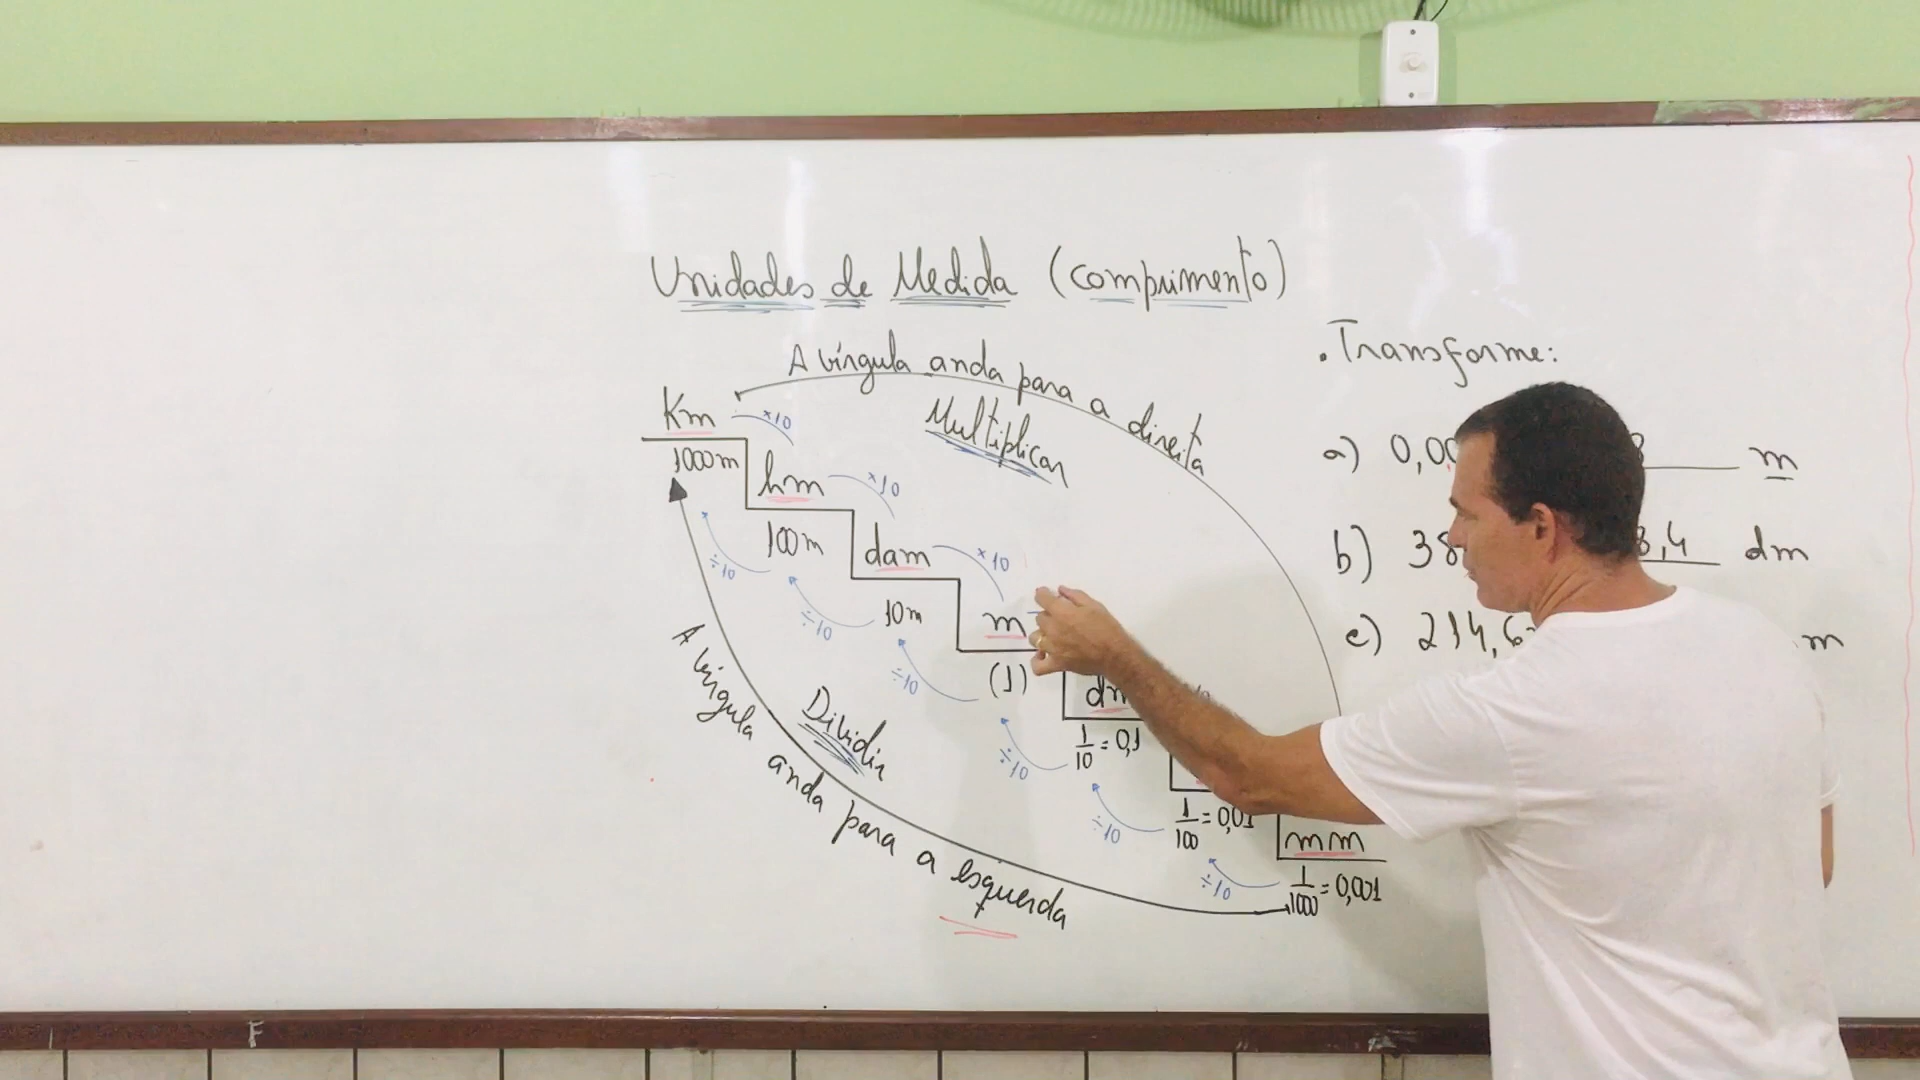 Unidades de Medida (comprimento)
A vírgula anda para a direita
Multiplicar
Km
×10
1000m
hm
×10
÷10
100m
dam
×10
÷10
10m
m
÷10
(1)
÷10
1/10 = 0,1
÷10
1/100 = 0,01
÷10
mm
1/1000 = 0,001
Dividir
A vírgula anda para a esquerda
. Transforme:
a) 0,00 m
b) 38 8,4 dm
c) 214,6 m
F